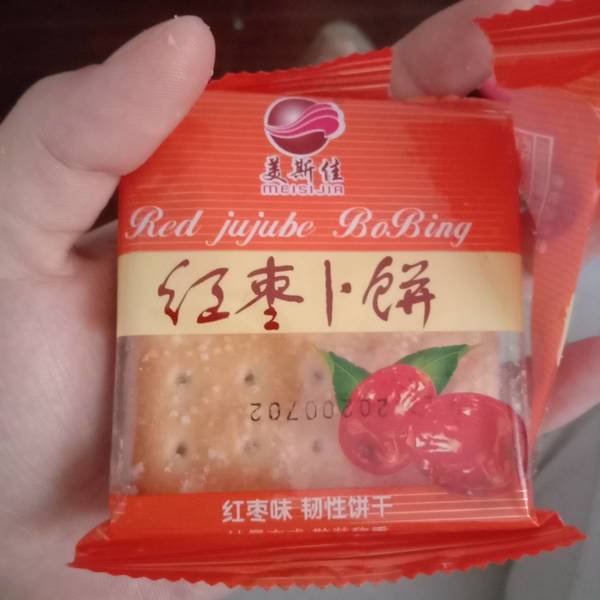 美斯佳
MEISIJIA
Red jujube BoBing
红枣卜饼
20200702
红枣味 韧性饼干